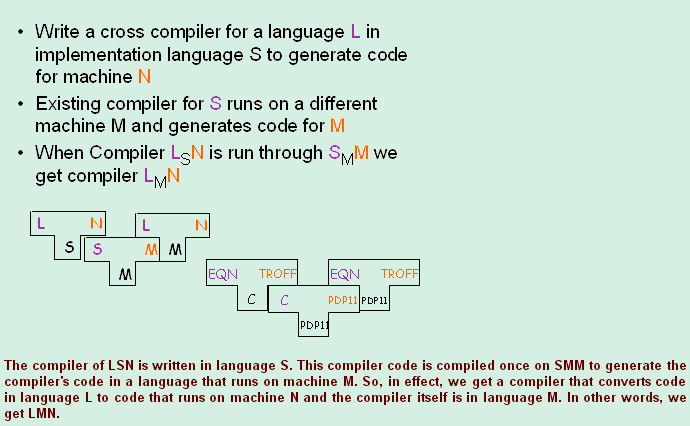 • Write a cross compiler for a language L in
implementation language S to generate code
for machine N
• Existing compiler for S runs on a different
machine M and generates code for M
• When Compiler LSN is run through SMM we
get compiler LMN
L N L N
S S M M
M
EQN TROFF EQN TROFF
C C PDP11 PDP11
PDP11
The compiler of LSN is written in language S. This compiler code is compiled once on SMM to generate the
compiler's code in a language that runs on machine M. So, in effect, we get a compiler that converts code
in language L to code that runs on machine N and the compiler itself is in language M. In other words, we
get LMN.